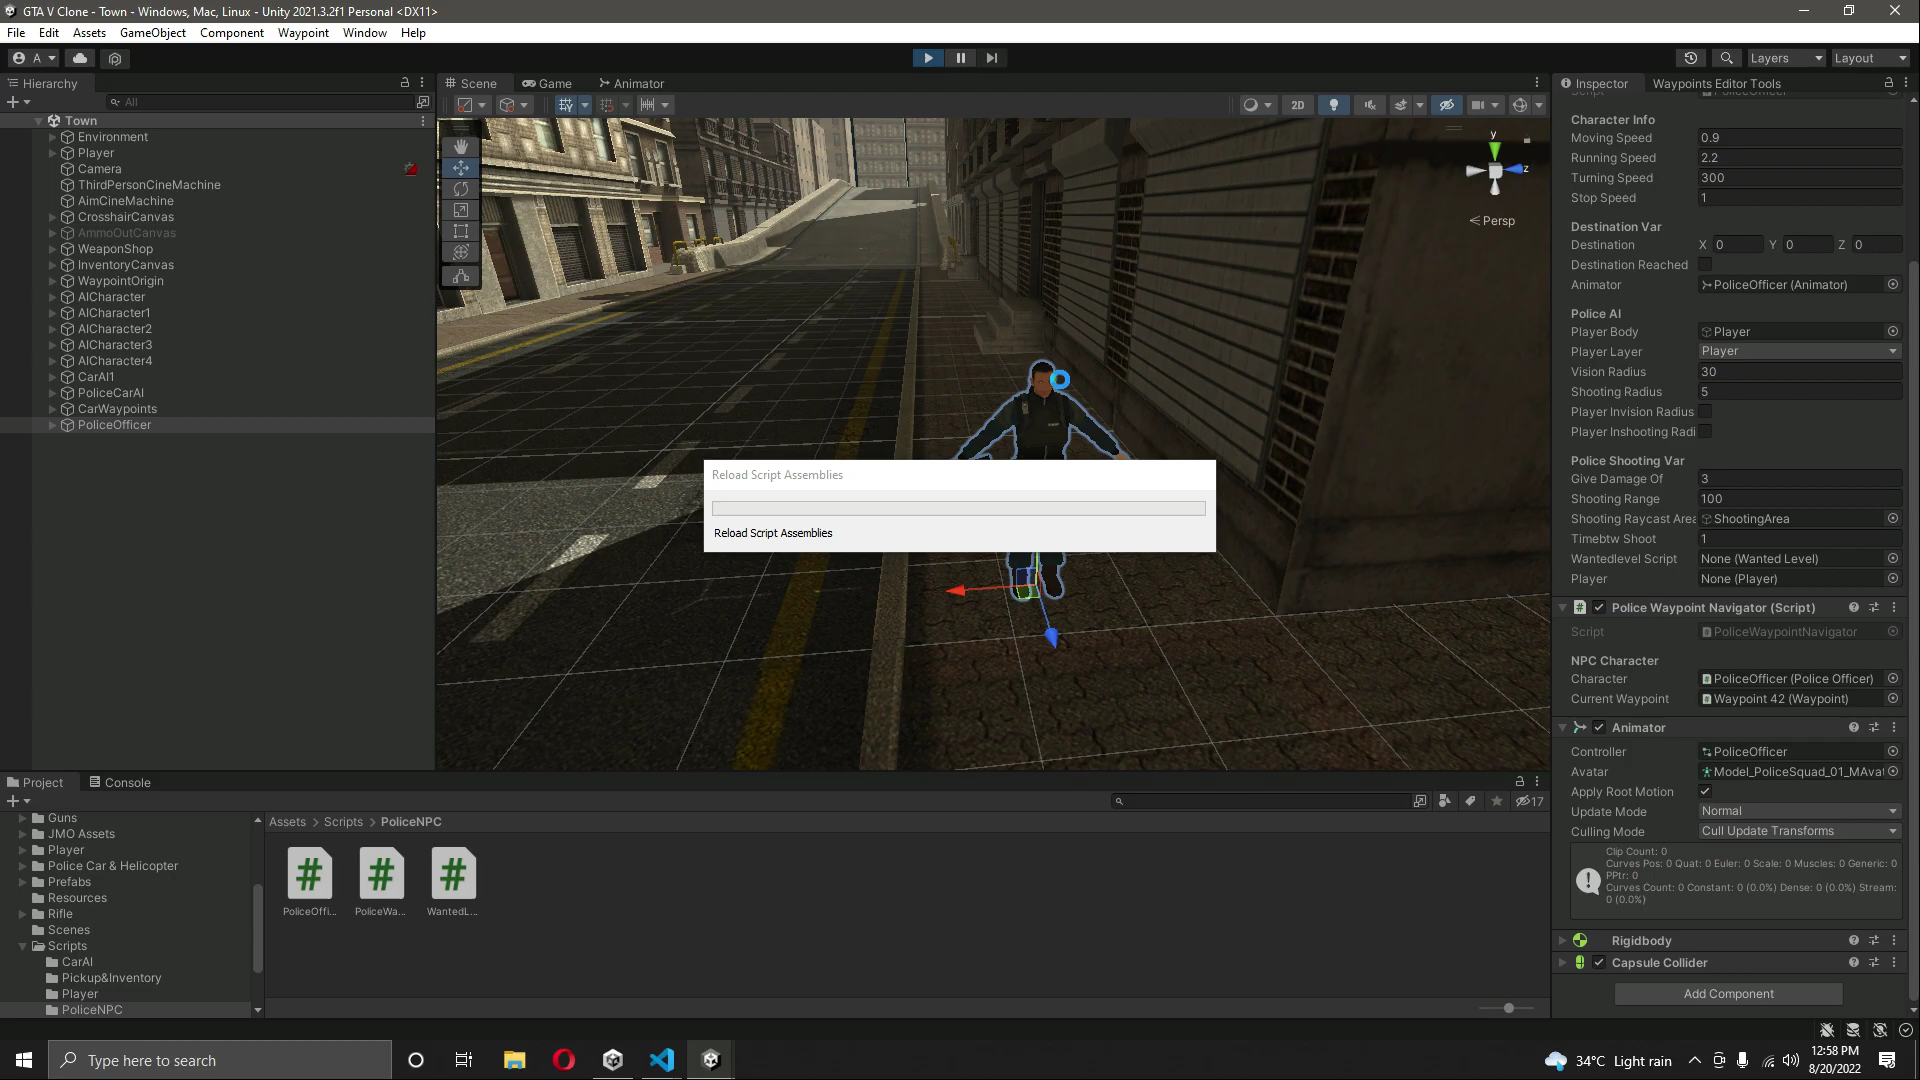 GTA V Clone - Town - Windows, Mac, Linux - Unity 2021.3.2f1 Personal <DX11>
File Edit Assets GameObject Component Waypoint Window Help
A
Layers Layout
Hierarchy
All
Town
Environment
Player
Camera
ThirdPersonCineMachine
AimCineMachine
CrosshairCanvas
AmmoOutCanvas
WeaponShop
InventoryCanvas
WaypointOrigin
AICharacter
AICharacter1
AICharacter2
AICharacter3
AICharacter4
CarAI1
PoliceCarAI
CarWaypoints
PoliceOfficer
Scene Game Animator
2D
y
z
< Persp
Reload Script Assemblies
Reload Script Assemblies
Inspector Waypoints Editor Tools
Character Info
Moving Speed 0.9
Running Speed 2.2
Turning Speed 300
Stop Speed 1
Destination Var
Destination X 0 Y 0 Z 0
Destination Reached
Animator PoliceOfficer (Animator)
Police AI
Player Body Player
Player Layer Player
Vision Radius 30
Shooting Radius 5
Player Invision Radius
Player Inshooting Radi
Police Shooting Var
Give Damage Of 3
Shooting Range 100
Shooting Raycast Area ShootingArea
Timebtw Shoot 1
Wantedlevel Script None (Wanted Level)
Player None (Player)
# Police Waypoint Navigator (Script)
Script PoliceWaypointNavigator
NPC Character
Character PoliceOfficer (Police Officer)
Current Waypoint Waypoint 42 (Waypoint)
Animator
Controller PoliceOfficer
Avatar Model_PoliceSquad_01_MAvat
Apply Root Motion
Update Mode Normal
Culling Mode Cull Update Transforms
Clip Count: 0
Curves Pos: 0 Quat: 0 Euler: 0 Scale: 0 Muscles: 0 Generic: 0
PPtr: 0
Curves Count: 0 Constant: 0 (0.0%) Dense: 0 (0.0%) Stream:
0 (0.0%)
Rigidbody
Capsule Collider
Add Component
Project Console
17
Guns
JMO Assets
Player
Police Car & Helicopter
Prefabs
Resources
Rifle
Scenes
Scripts
CarAI
Pickup&Inventory
Player
PoliceNPC
Assets > Scripts > PoliceNPC
# # #
PoliceOffi... PoliceWa... WantedL...
Type here to search
34°C Light rain
12:58 PM
8/20/2022